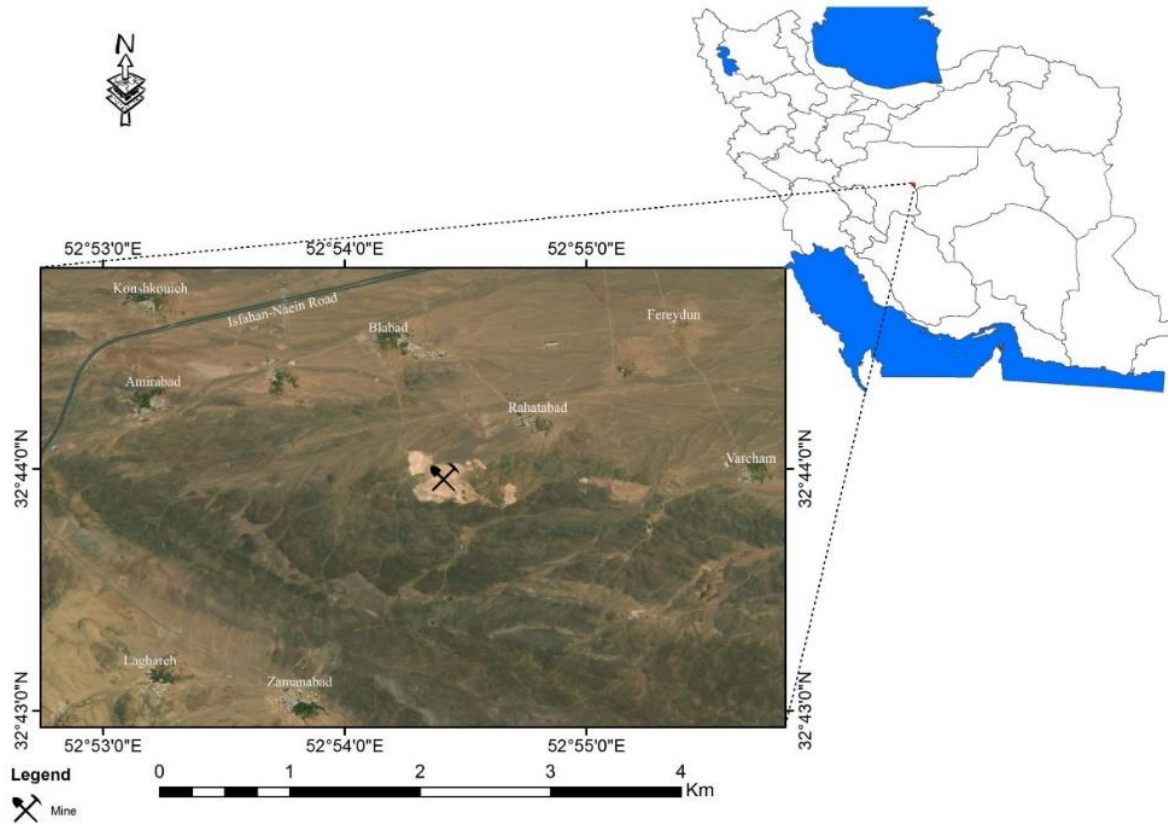 N
52°53'0"E
52°54'0"E
52°55'0"E
Koushkouieh
Isfahan-Naein Road
Blabad
Fereydun
Amirabad
Rahatabad
Varcham
32°44'0"N
32°44'0"N
Laghareh
Zamanabad
32°43'0"N
32°43'0"N
52°53'0"E
52°54'0"E
52°55'0"E
Legend
0 1 2 3 4
Km
Mine